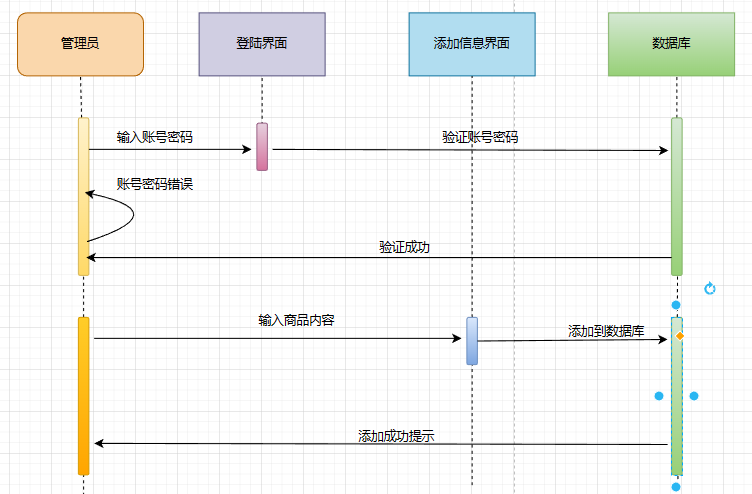 管理员
登陆界面
添加信息界面
数据库
输入账号密码
验证账号密码
账号密码错误
验证成功
输入商品内容
添加到数据库
添加成功提示